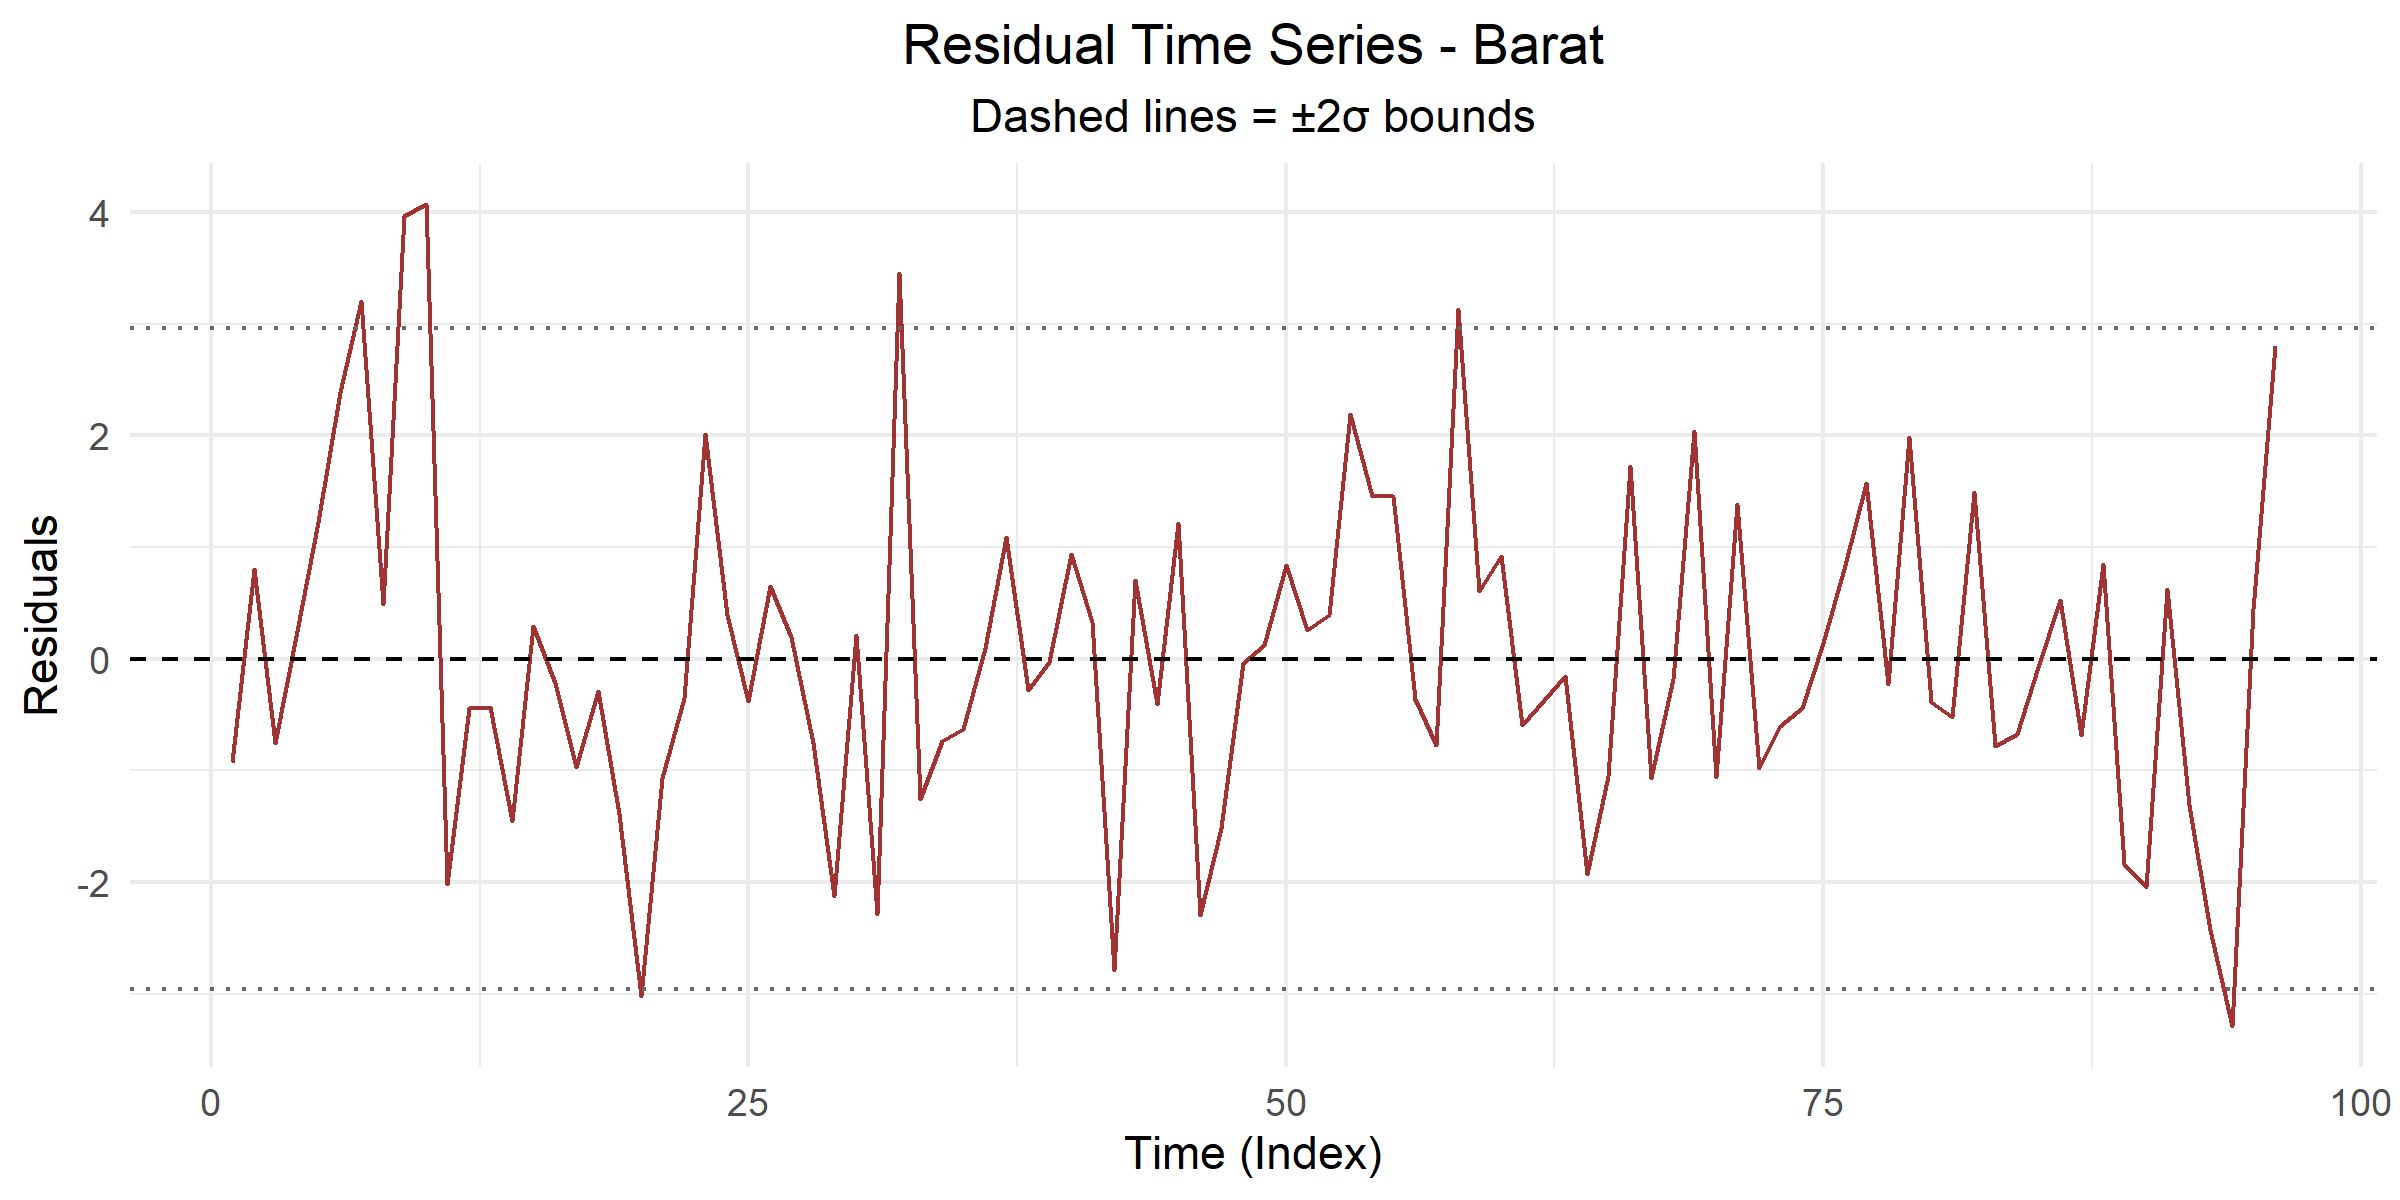 Residual Time Series - Barat
Dashed lines = ±2σ bounds
Residuals
4
2
0
-2
0 25 50 75 100
Time (Index)